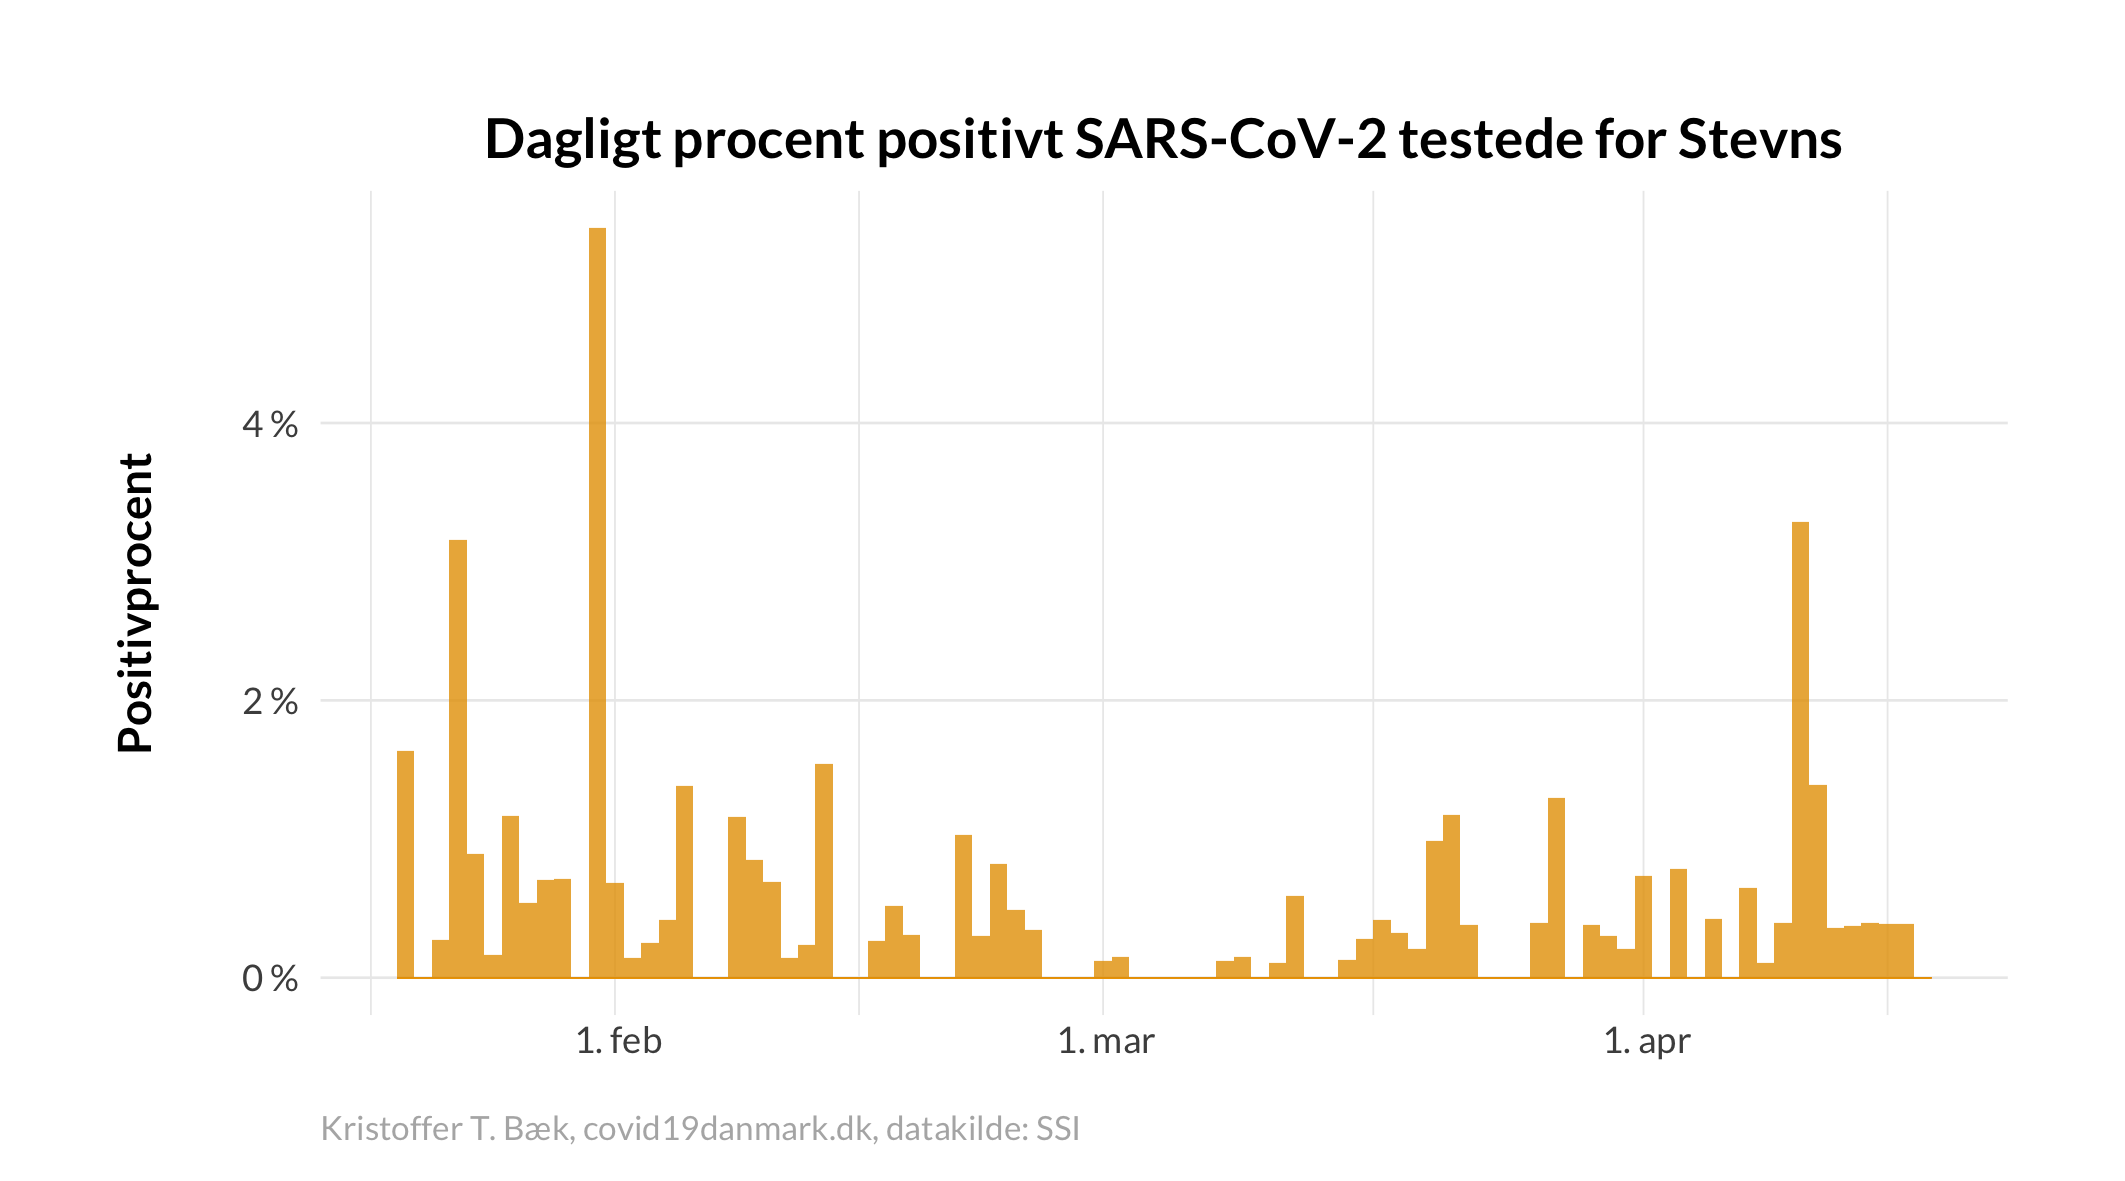 Dagligt procent positivt SARS-CoV-2 testede for Stevns
Positivprocent
4 %
2 %
0 %
1. feb
1. mar
1. apr
Kristoffer T. Bæk, covid19danmark.dk, datakilde: SSI